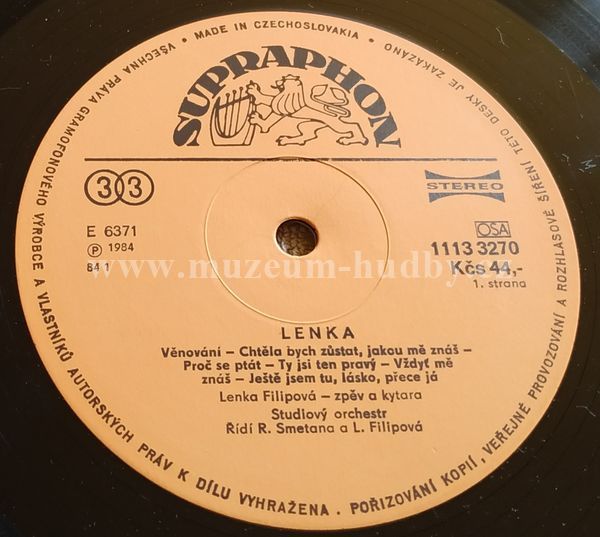 VŠECHNA PRÁVA GRAMOFONOVÉHO VÝROBCE A VLASTNÍKŮ AUTORSKÝCH PRÁV K DÍLU VYHRAŽENA · POŘIZOVÁNÍ KOPIÍ, VEŘEJNÉ PROVOZOVÁNÍ A ROZHLASOVÉ ŠÍŘENÍ TÉTO DESKY JE ZAKÁZÁNO · MADE IN CZECHOSLOVAKIA ·
SUPRAPHON
33
STEREO
E 6371
Ⓟ 1984
84 1
OSA
1113 3270
Kčs 44,-
1. strana
www.muzeum-hudby.cz
LENKA
Věnování – Chtěla bych zůstat, jakou mě znáš –
Proč se ptát – Ty jsi ten pravý – Vždyť mě
znáš – Ještě jsem tu, lásko, přece já
Lenka Filipová – zpěv a kytara
Studiový orchestr
Řídí R. Smetana a L. Filipová